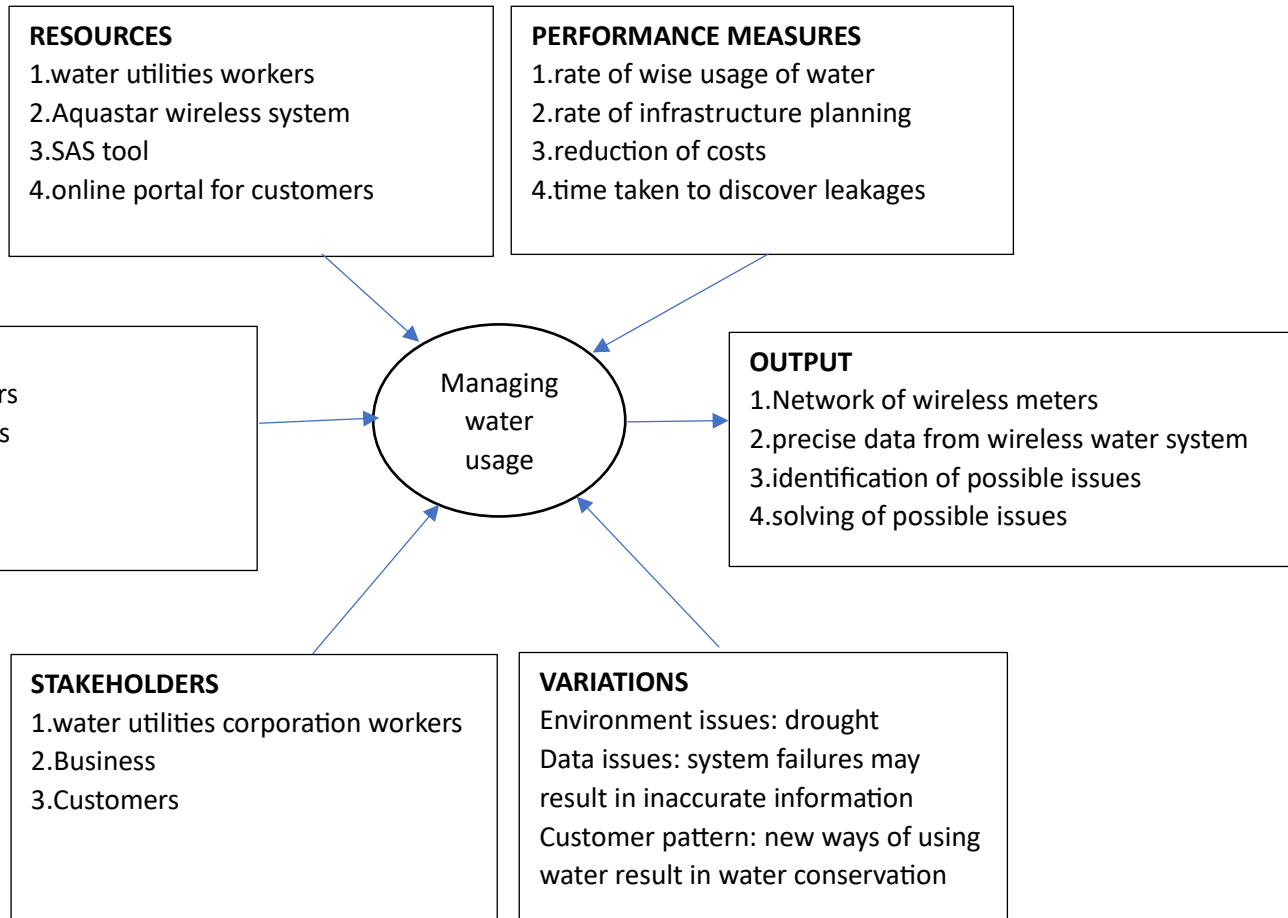 RESOURCES
1.water utilities workers
2.Aquastar wireless system
3.SAS tool
4.online portal for customers
PERFORMANCE MEASURES
1.rate of wise usage of water
2.rate of infrastructure planning
3.reduction of costs
4.time taken to discover leakages
rs
s
Managing
water
usage
OUTPUT
1.Network of wireless meters
2.precise data from wireless water system
3.identification of possible issues
4.solving of possible issues
STAKEHOLDERS
1.water utilities corporation workers
2.Business
3.Customers
VARIATIONS
Environment issues: drought
Data issues: system failures may
result in inaccurate information
Customer pattern: new ways of using
water result in water conservation